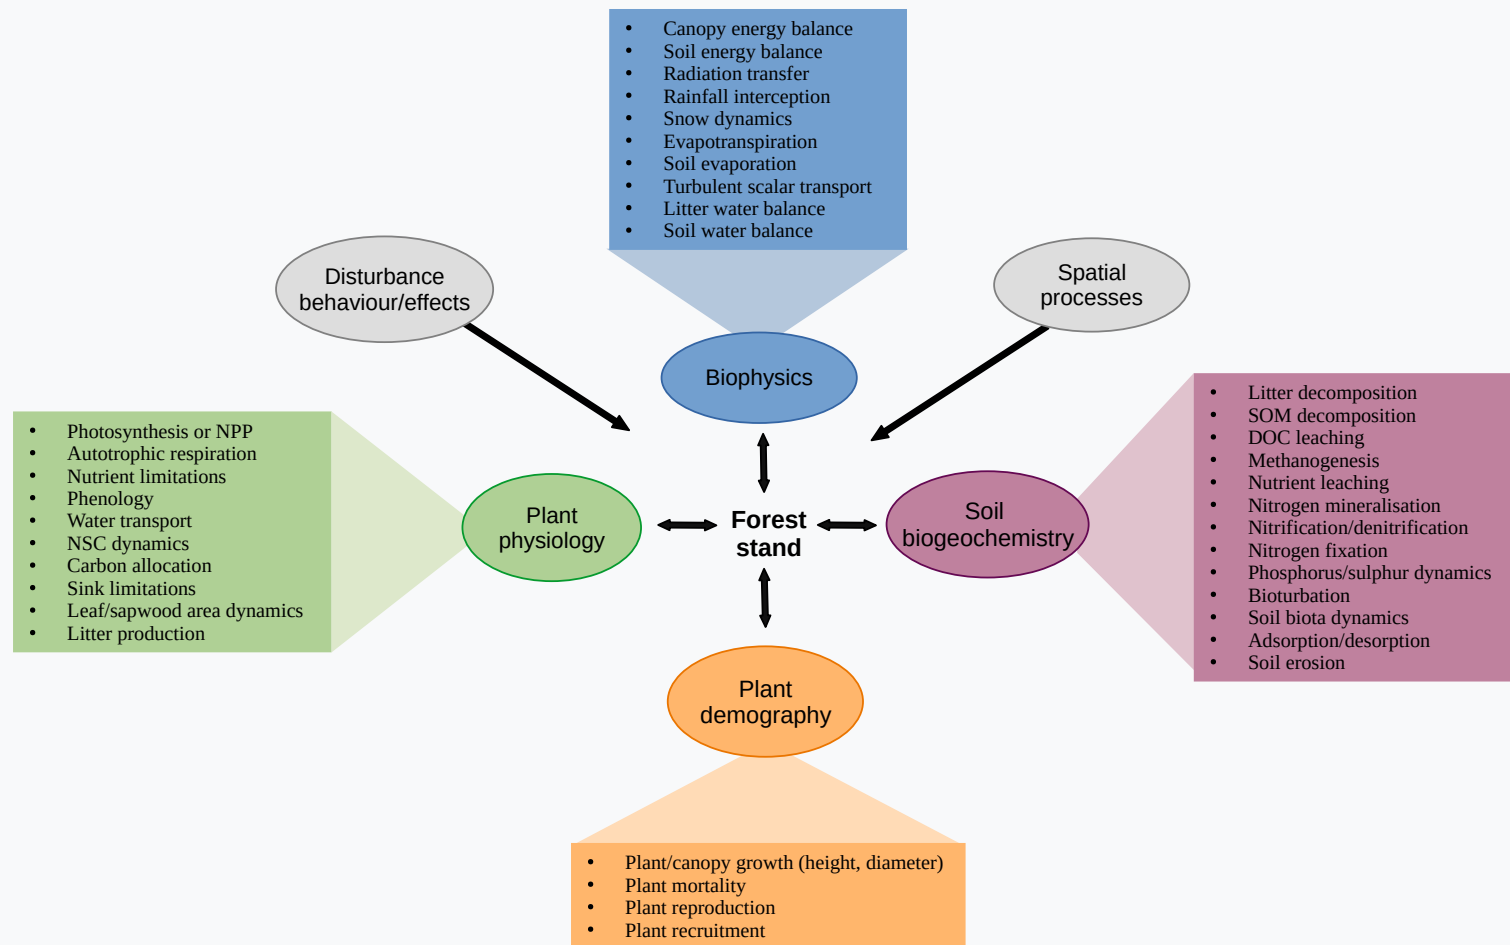 • Canopy energy balance
• Soil energy balance
• Radiation transfer
• Rainfall interception
• Snow dynamics
• Evapotranspiration
• Soil evaporation
• Turbulent scalar transport
• Litter water balance
• Soil water balance
Disturbance
behaviour/effects
Spatial
processes
Biophysics
• Photosynthesis or NPP
• Autotrophic respiration
• Nutrient limitations
• Phenology
• Water transport
• NSC dynamics
• Carbon allocation
• Sink limitations
• Leaf/sapwood area dynamics
• Litter production
Plant
physiology
Forest
stand
Soil
biogeochemistry
• Litter decomposition
• SOM decomposition
• DOC leaching
• Methanogenesis
• Nutrient leaching
• Nitrogen mineralisation
• Nitrification/denitrification
• Nitrogen fixation
• Phosphorus/sulphur dynamics
• Bioturbation
• Soil biota dynamics
• Adsorption/desorption
• Soil erosion
Plant
demography
• Plant/canopy growth (height, diameter)
• Plant mortality
• Plant reproduction
• Plant recruitment